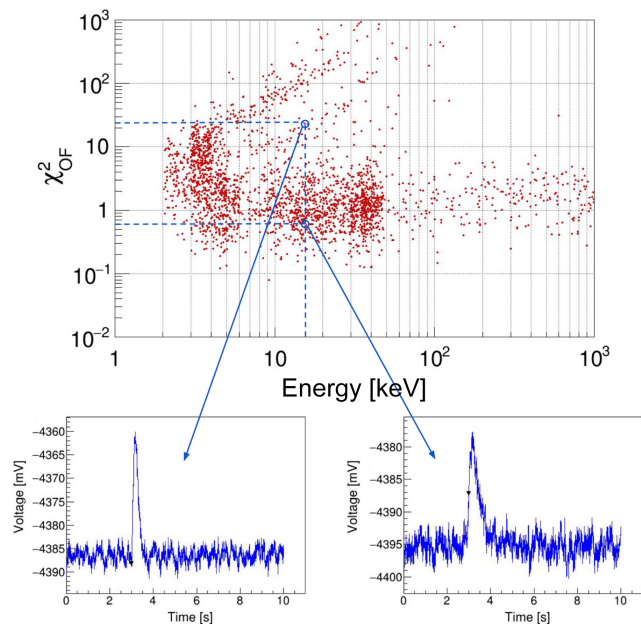 10³
10²
10
1
10⁻¹
10⁻²
χ²OF
1 10 10² 10³
Energy [keV]
−4360
−4365
−4370
−4375
−4380
−4385
−4390
Voltage [mV]
0 2 4 6 8 10
Time [s]
−4380
−4385
−4390
−4395
−4400
Voltage [mV]
0 2 4 6 8 10
Time [s]